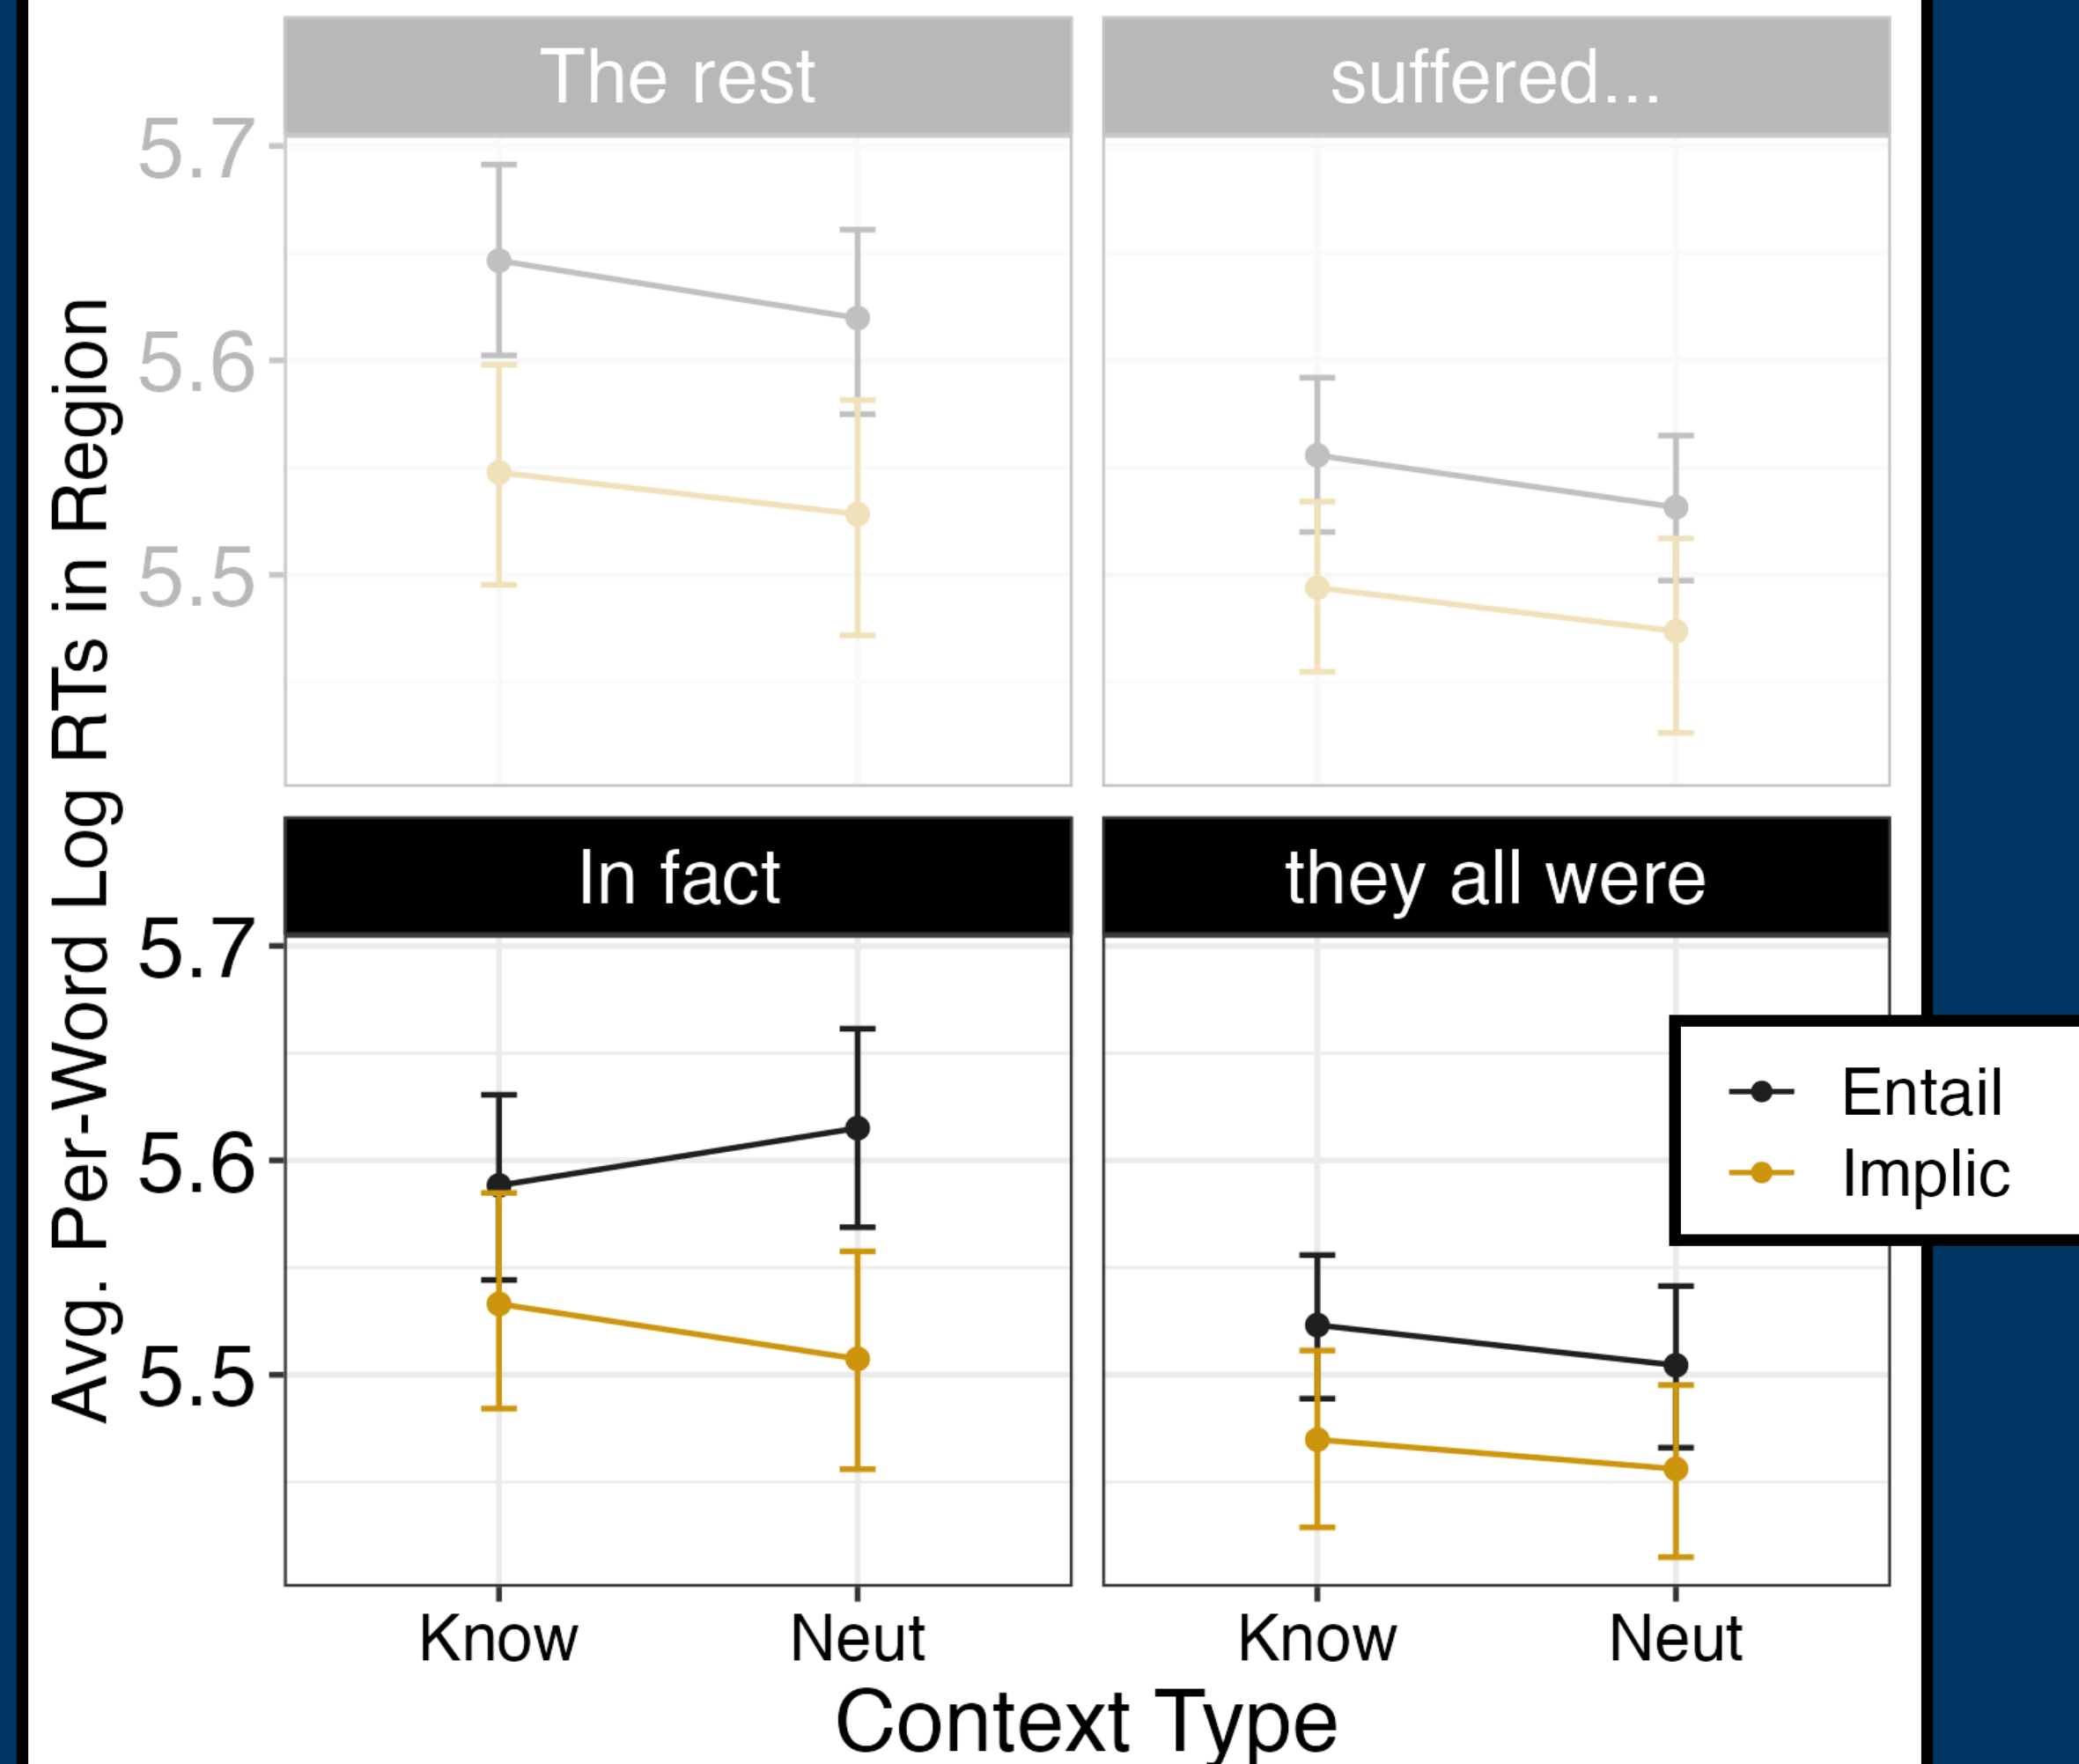 The rest
suffered...
5.7
5.6
5.5
Avg. Per-Word Log RTs in Region
In fact
they all were
5.7
5.6
5.5
Entail
Implic
Know
Neut
Know
Neut
Context Type